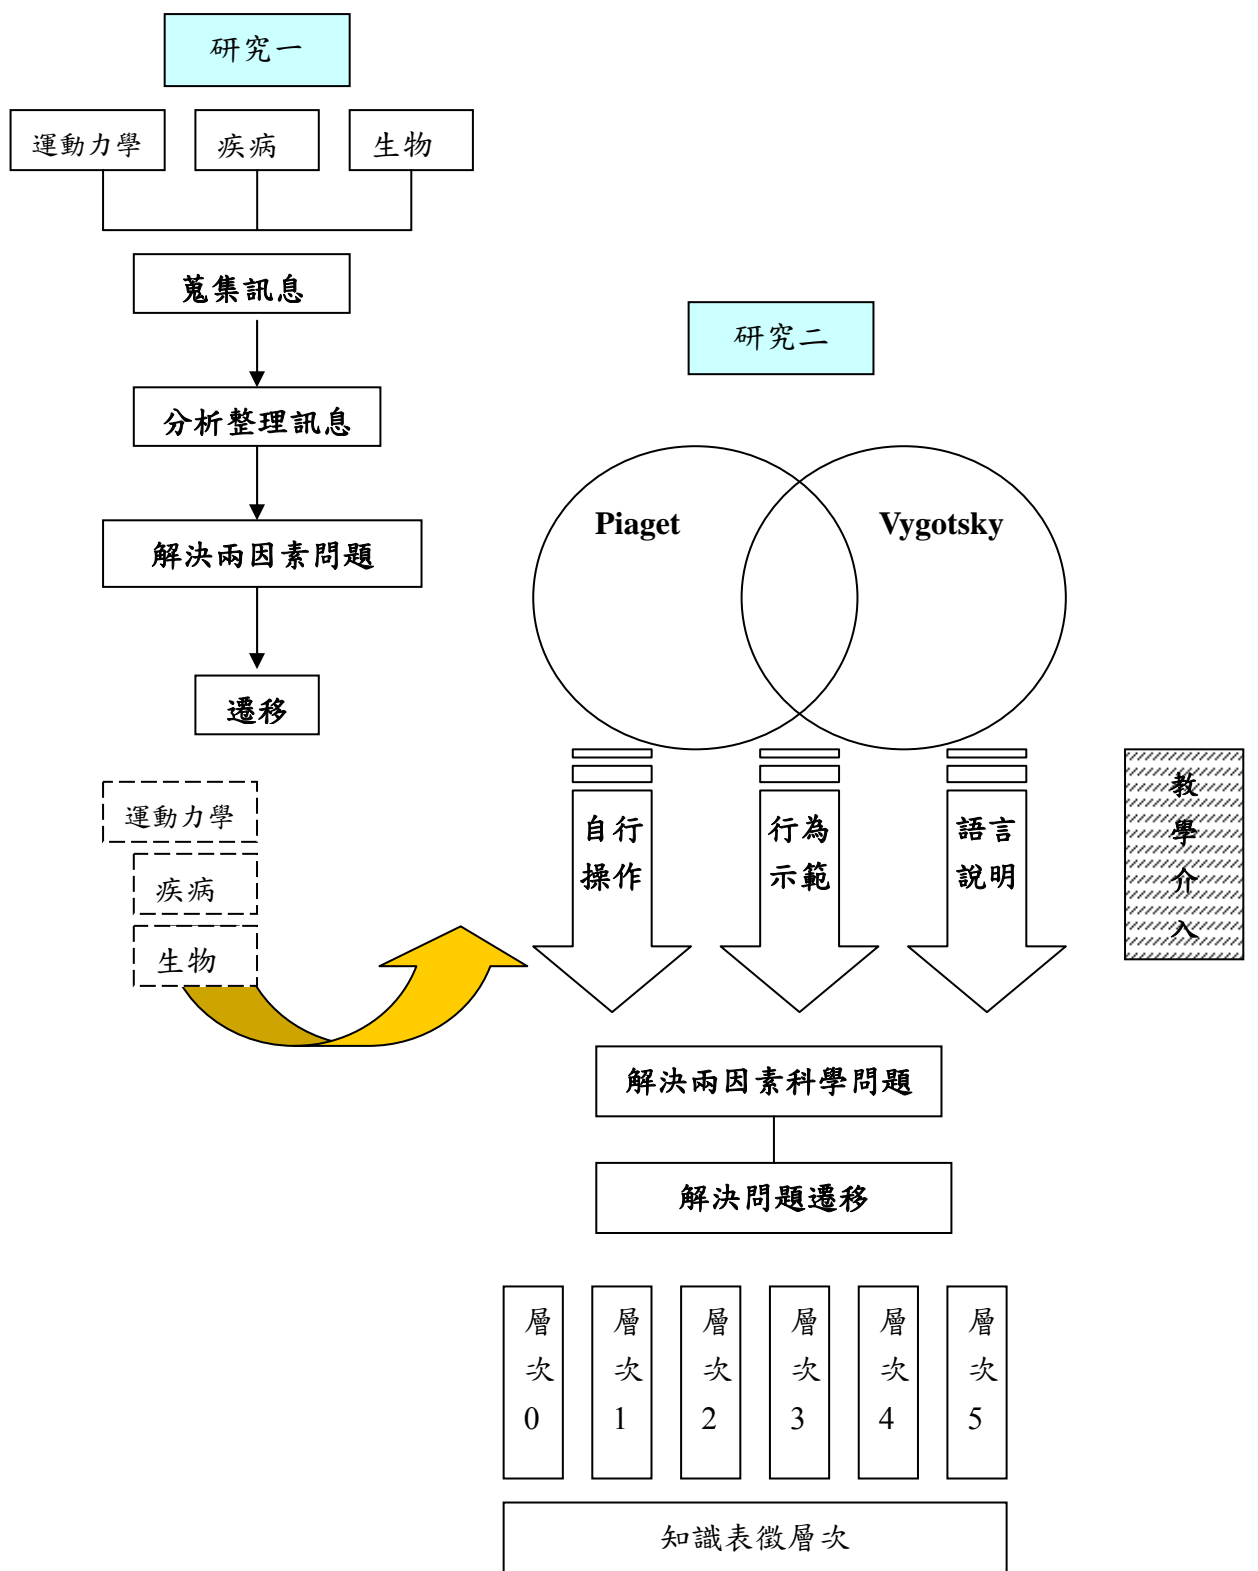 研究一
運動力學
疾病
生物
蒐集訊息
分析整理訊息
解決兩因素問題
遷移
運動力學
疾病
生物
研究二
Piaget
Vygotsky
自行
操作
行為
示範
語言
說明
教
學
介
入
解決兩因素科學問題
解決問題遷移
層
次
0
層
次
1
層
次
2
層
次
3
層
次
4
層
次
5
知識表徵層次